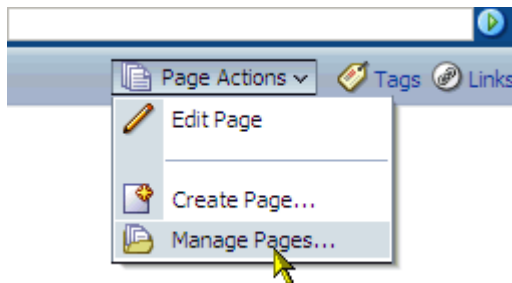 Page Actions Tags Links
Edit Page
Create Page...
Manage Pages...